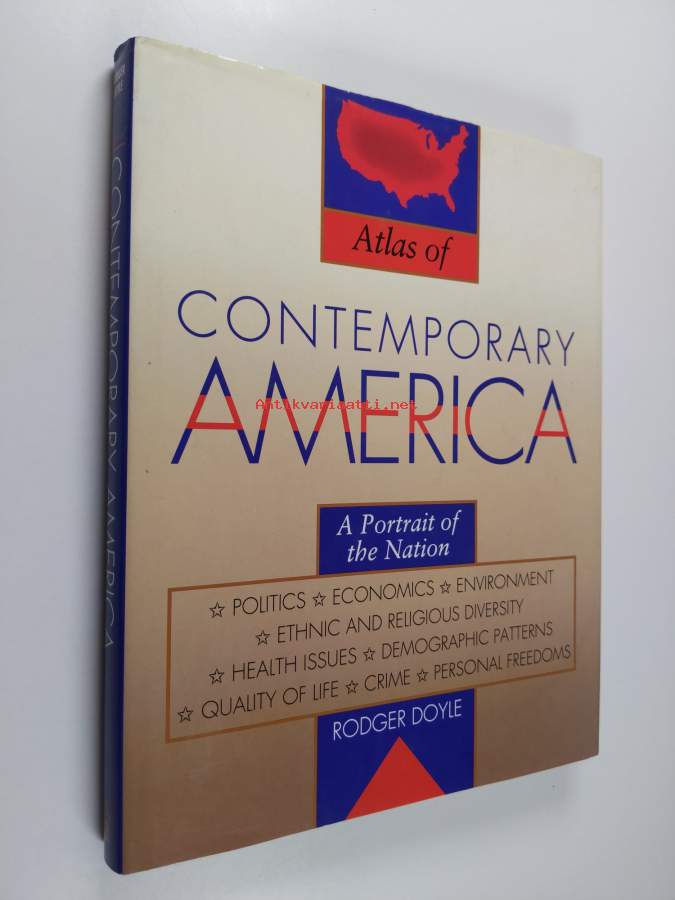 Atlas of
CONTEMPORARY
AMERICA
Antikvariaatti.net
A Portrait of
the Nation
☆ POLITICS ☆ ECONOMICS ☆ ENVIRONMENT
☆ ETHNIC AND RELIGIOUS DIVERSITY
☆ HEALTH ISSUES ☆ DEMOGRAPHIC PATTERNS
☆ QUALITY OF LIFE ☆ CRIME ☆ PERSONAL FREEDOMS
RODGER DOYLE
CONTEMPORARY AMERICA